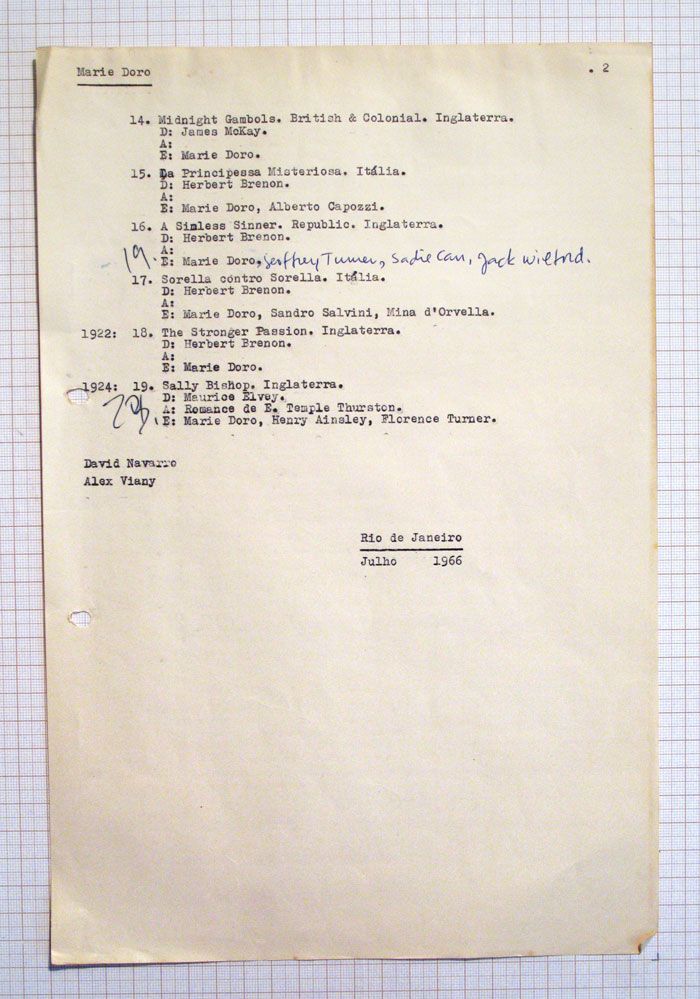 Marie Doro . 2
14. Midnight Gambols. British & Colonial. Inglaterra.
D: James McKay.
A:
E: Marie Doro.
15. La Principessa Misteriosa. Itália.
D: Herbert Brenon.
A:
E: Marie Doro, Alberto Capozzi.
16. A Sinless Sinner. Republic. Inglaterra.
D: Herbert Brenon.
A:
19. E: Marie Doro, Geoffrey Turner, Sadie Carr, Jack Wilford.
17. Sorella contro Sorella. Itália.
D: Herbert Brenon.
A:
E: Marie Doro, Sandro Salvini, Mina d'Orvella.
1922: 18. The Stronger Passion. Inglaterra.
D: Herbert Brenon.
A:
E: Marie Doro.
1924: 19. Sally Bishop. Inglaterra.
D: Maurice Elvey.
A: Romance de E. Temple Thurston.
E: Marie Doro, Henry Ainsley, Florence Turner.
David Navarro
Alex Viany
Rio de Janeiro
Julho 1966